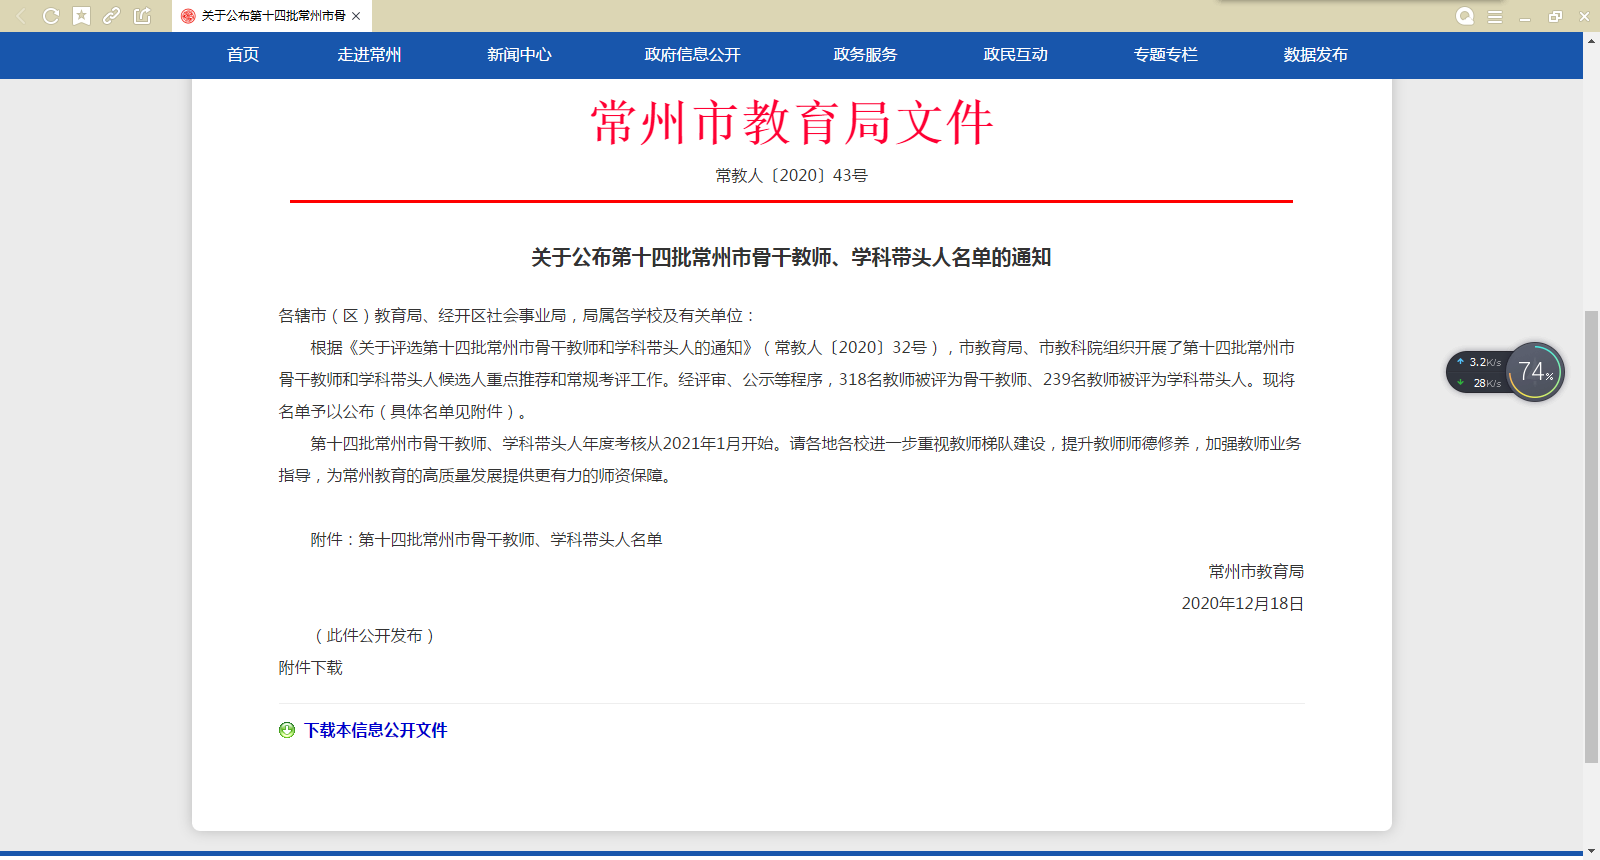 关于公布第十四批常州市骨
首页 走进常州 新闻中心 政府信息公开 政务服务 政民互动 专题专栏 数据发布
常州市教育局文件
常教人〔2020〕43号
关于公布第十四批常州市骨干教师、学科带头人名单的通知
各辖市（区）教育局、经开区社会事业局，局属各学校及有关单位：
根据《关于评选第十四批常州市骨干教师和学科带头人的通知》（常教人〔2020〕32号），市教育局、市教科院组织开展了第十四批常州市
骨干教师和学科带头人候选人重点推荐和常规考评工作。经评审、公示等程序，318名教师被评为骨干教师、239名教师被评为学科带头人。现将
名单予以公布（具体名单见附件）。
第十四批常州市骨干教师、学科带头人年度考核从2021年1月开始。请各地各校进一步重视教师梯队建设，提升教师师德修养，加强教师业务
指导，为常州教育的高质量发展提供更有力的师资保障。
附件：第十四批常州市骨干教师、学科带头人名单
常州市教育局
2020年12月18日
（此件公开发布）
附件下载
下载本信息公开文件
3.2K/s
28K/s
74%